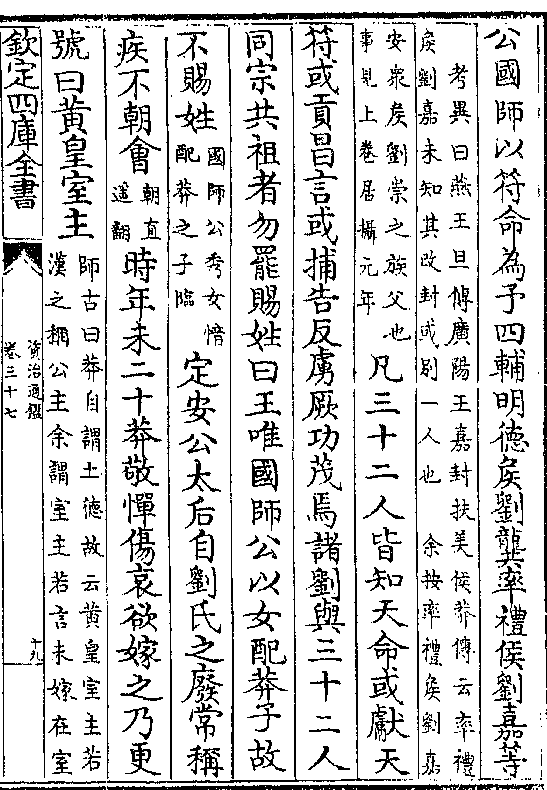 公國師以符命為予四輔明德侯劉龔率禮侯劉嘉等
考異曰燕王旦傳廣陽王嘉封扶美侯莽傳云率禮
侯劉嘉未知其改封或别一人也 余按率禮侯劉嘉
安衆侯劉崇之族父也
事見上卷居攝元年
凡三十二人皆知天命或獻天
符或貢昌言或捕告反虜厥功茂焉諸劉與三十二人
同宗共祖者勿罷賜姓曰王唯國師公以女配莽子故
不賜姓
國師公秀女愔
配莽之子臨
定安公太后自劉氏之廢常稱
疾不朝會
朝直
遥翻
時年未二十莽敬憚傷哀欲嫁之乃更
號曰黄皇室主
師古曰莽自謂土德故云黄皇室主若
漢之稱公主余謂室主若言未嫁在室
欽定四庫全書
資治通鑑
卷三十七
十九